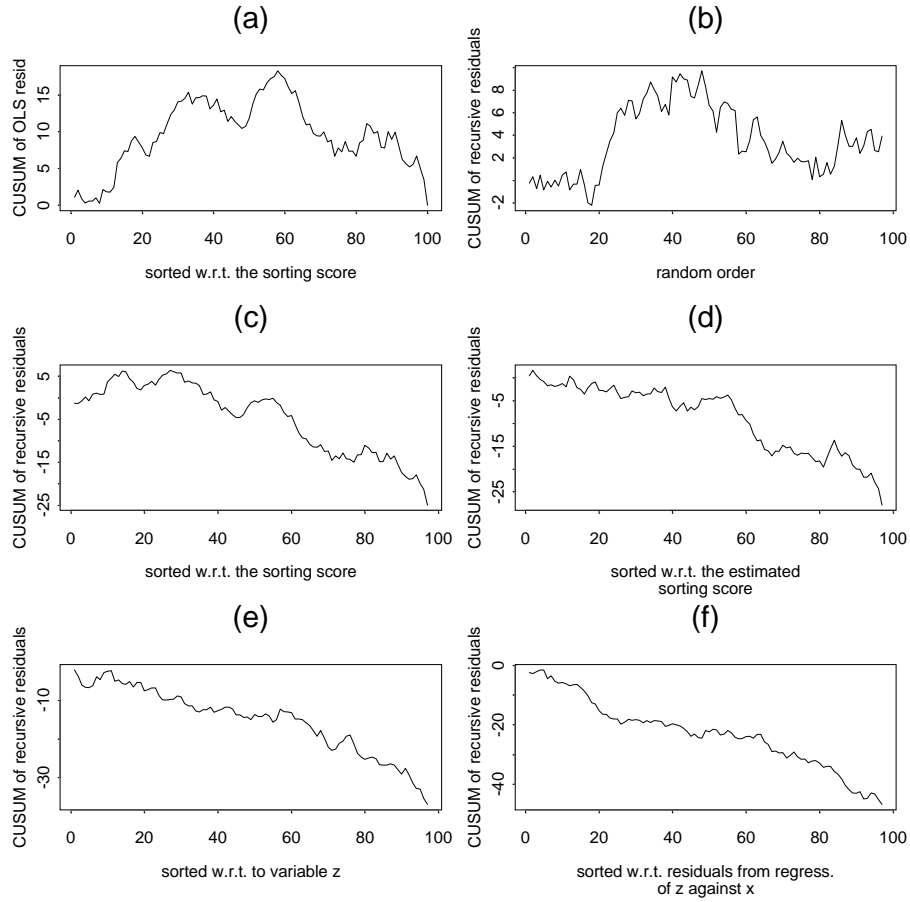 (a)
CUSUM of OLS resid
0 5 10 15
0 20 40 60 80 100
sorted w.r.t. the sorting score
(b)
CUSUM of recursive residuals
-2 2 4 6 8
0 20 40 60 80 100
random order
(c)
CUSUM of recursive residuals
-25 -15 -5 5
0 20 40 60 80 100
sorted w.r.t. the sorting score
(d)
CUSUM of recursive residuals
-25 -15 -5
0 20 40 60 80 100
sorted w.r.t. the estimated
sorting score
(e)
CUSUM of recursive residuals
-30 -10
0 20 40 60 80 100
sorted w.r.t. to variable z
(f)
CUSUM of recursive residuals
-40 -20 0
0 20 40 60 80 100
sorted w.r.t. residuals from regress.
of z against x